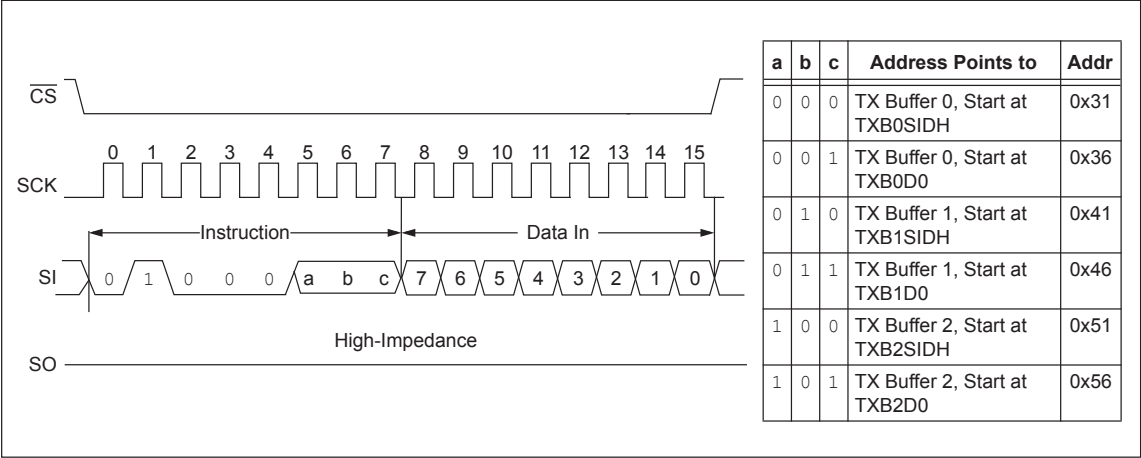 CS
0 1 2 3 4 5 6 7 8 9 10 11 12 13 14 15
SCK
Instruction Data In
SI 0 1 0 0 0 a b c 7 6 5 4 3 2 1 0
High-Impedance
SO
a b c Address Points to Addr
0 0 0 TX Buffer 0, Start at 0x31
TXB0SIDH
0 0 1 TX Buffer 0, Start at 0x36
TXB0D0
0 1 0 TX Buffer 1, Start at 0x41
TXB1SIDH
0 1 1 TX Buffer 1, Start at 0x46
TXB1D0
1 0 0 TX Buffer 2, Start at 0x51
TXB2SIDH
1 0 1 TX Buffer 2, Start at 0x56
TXB2D0